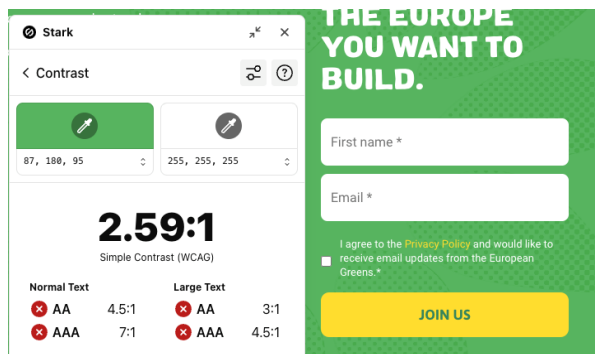 Stark
Contrast
87, 180, 95
255, 255, 255
2.59:1
Simple Contrast (WCAG)
Normal Text
Large Text
AA 4.5:1
AA 3:1
AAA 7:1
AAA 4.5:1
THE EUROPE
YOU WANT TO
BUILD.
First name *
Email *
I agree to the Privacy Policy and would like to
receive email updates from the European
Greens.*
JOIN US